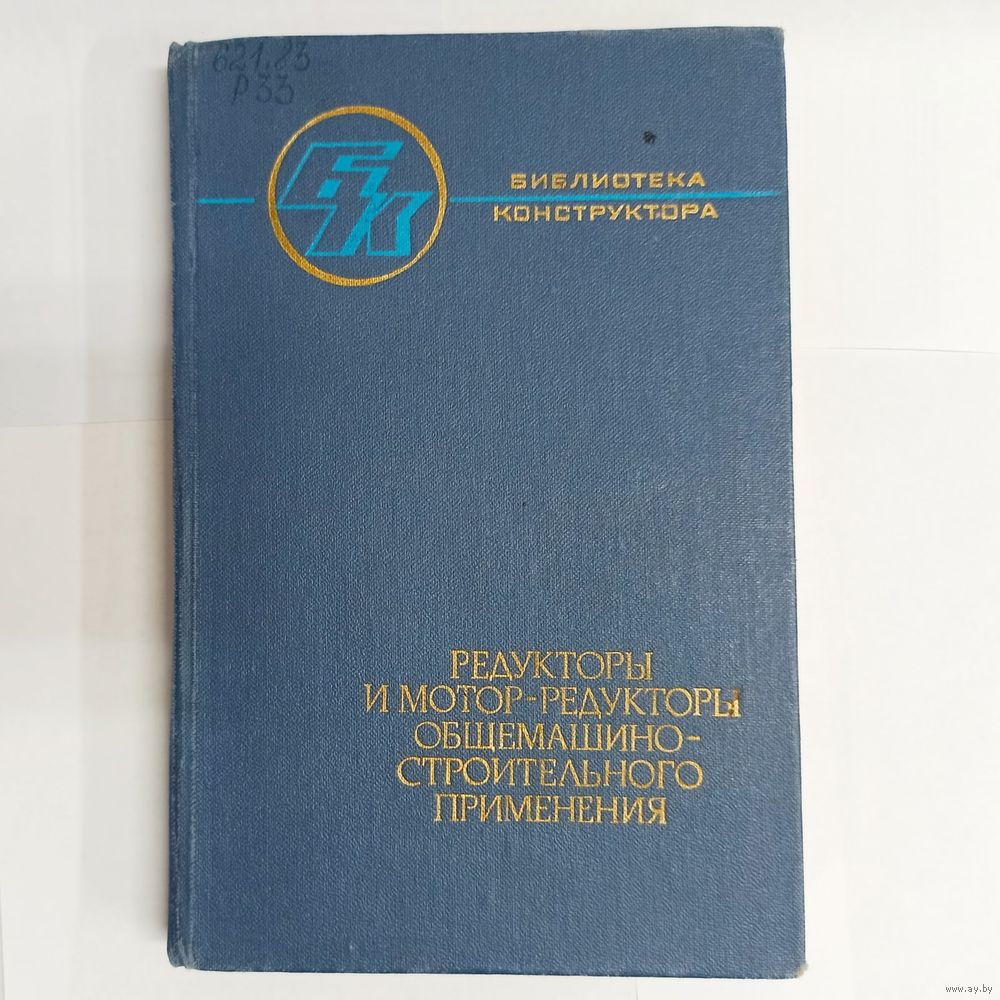 621.83
Р33
БК
БИБЛИОТЕКА
КОНСТРУКТОРА
РЕДУКТОРЫ
И МОТОР-РЕДУКТОРЫ
ОБЩЕМАШИНО-
СТРОИТЕЛЬНОГО
ПРИМЕНЕНИЯ
www.ay.by